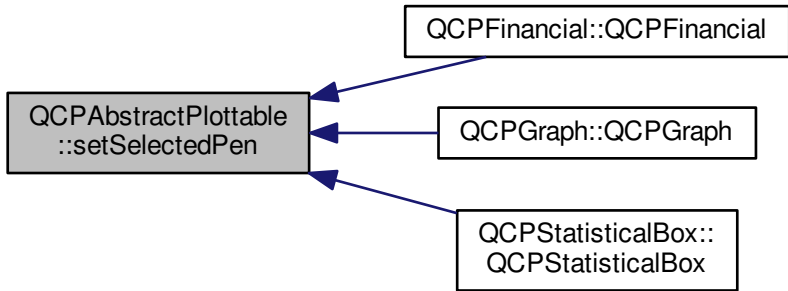 QCPFinancial::QCPFinancial
QCPAbstractPlottable
::setSelectedPen
QCPGraph::QCPGraph
QCPStatisticalBox::
QCPStatisticalBox